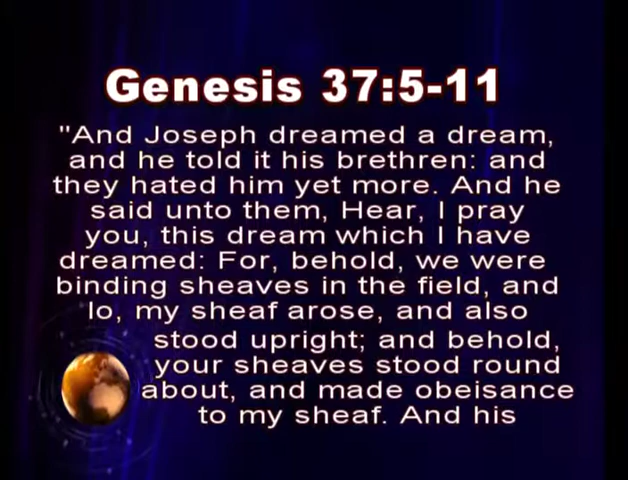 Genesis 37:5-11
"And Joseph dreamed a dream,
and he told it his brethren: and
they hated him yet more. And he
said unto them, Hear, I pray
you, this dream which I have
dreamed: For, behold, we were
binding sheaves in the field, and
lo, my sheaf arose, and also
stood upright; and behold,
your sheaves stood round
about, and made obeisance
to my sheaf. And his